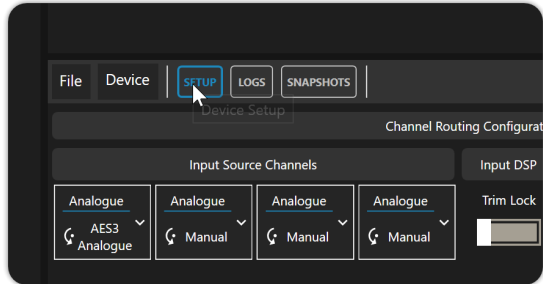 File Device SETUP LOGS SNAPSHOTS
Device Setup
Channel Routing Configurat
Input Source Channels Input DSP
Analogue Analogue Analogue Analogue Trim Lock
AES3
Analogue Manual Manual Manual